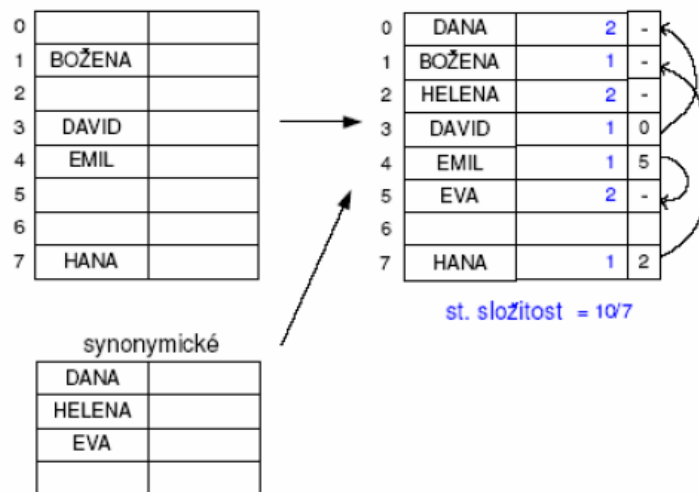 0
1 BOŽENA
2
3 DAVID
4 EMIL
5
6
7 HANA
synonymické
DANA
HELENA
EVA
0 DANA 2 -
1 BOŽENA 1 -
2 HELENA 2 -
3 DAVID 1 0
4 EMIL 1 5
5 EVA 2 -
6
7 HANA 1 2
st. složitost = 10/7